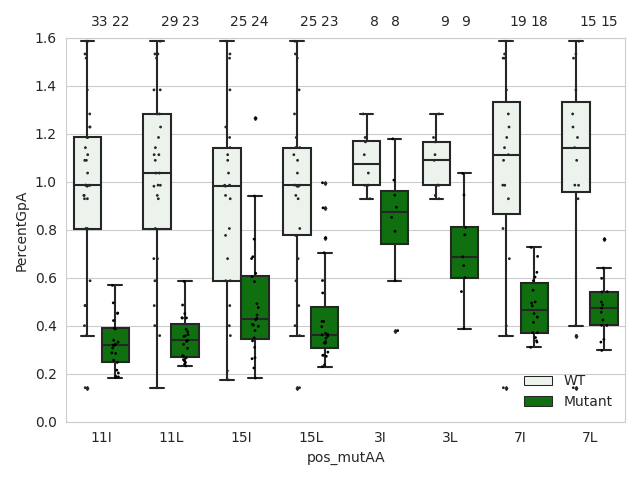 33 22 29 23 25 24 25 23 8 8 9 9 19 18 15 15
1.6
1.4
1.2
1.0
0.8
0.6
0.4
0.2
0.0
PercentGpA
WT
Mutant
11I 11L 15I 15L 3I 3L 7I 7L
pos_mutAA